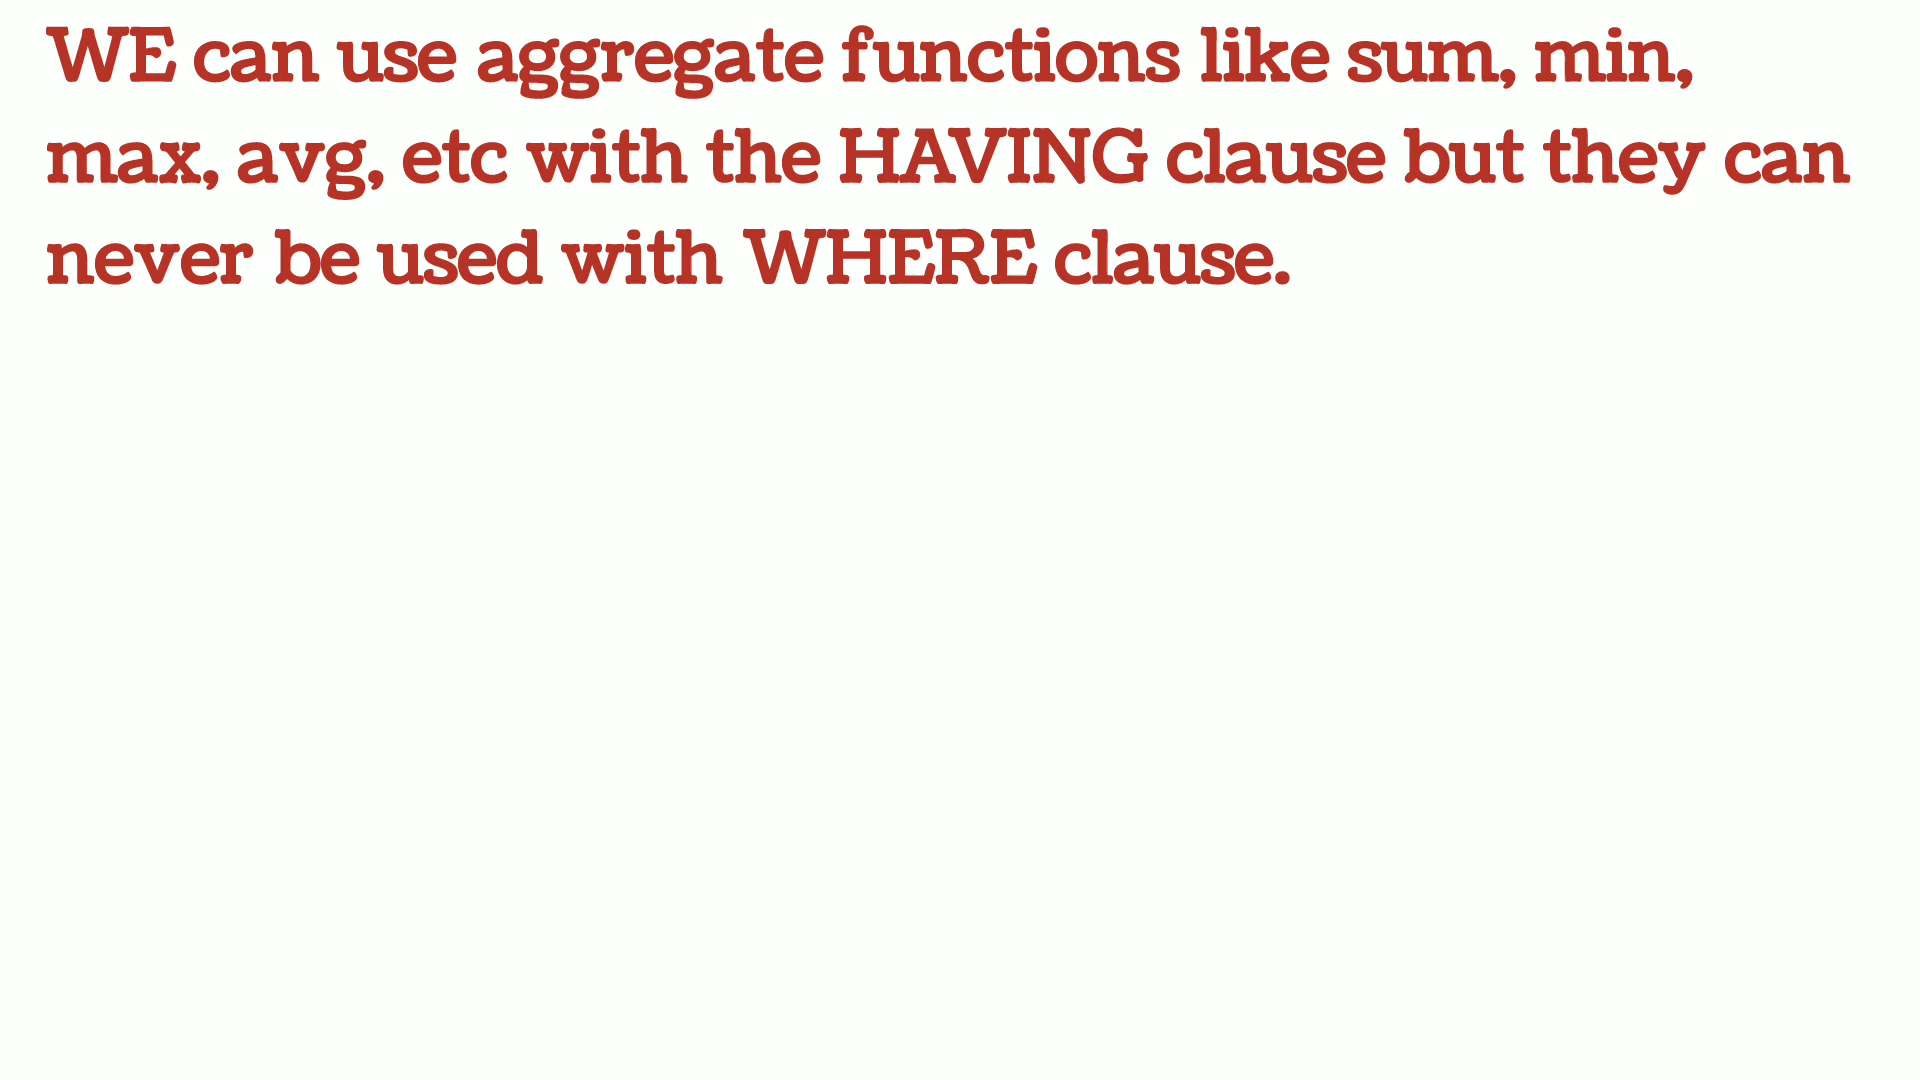 WE can use aggregate functions like sum, min,
max, avg, etc with the HAVING clause but they can
never be used with WHERE clause.